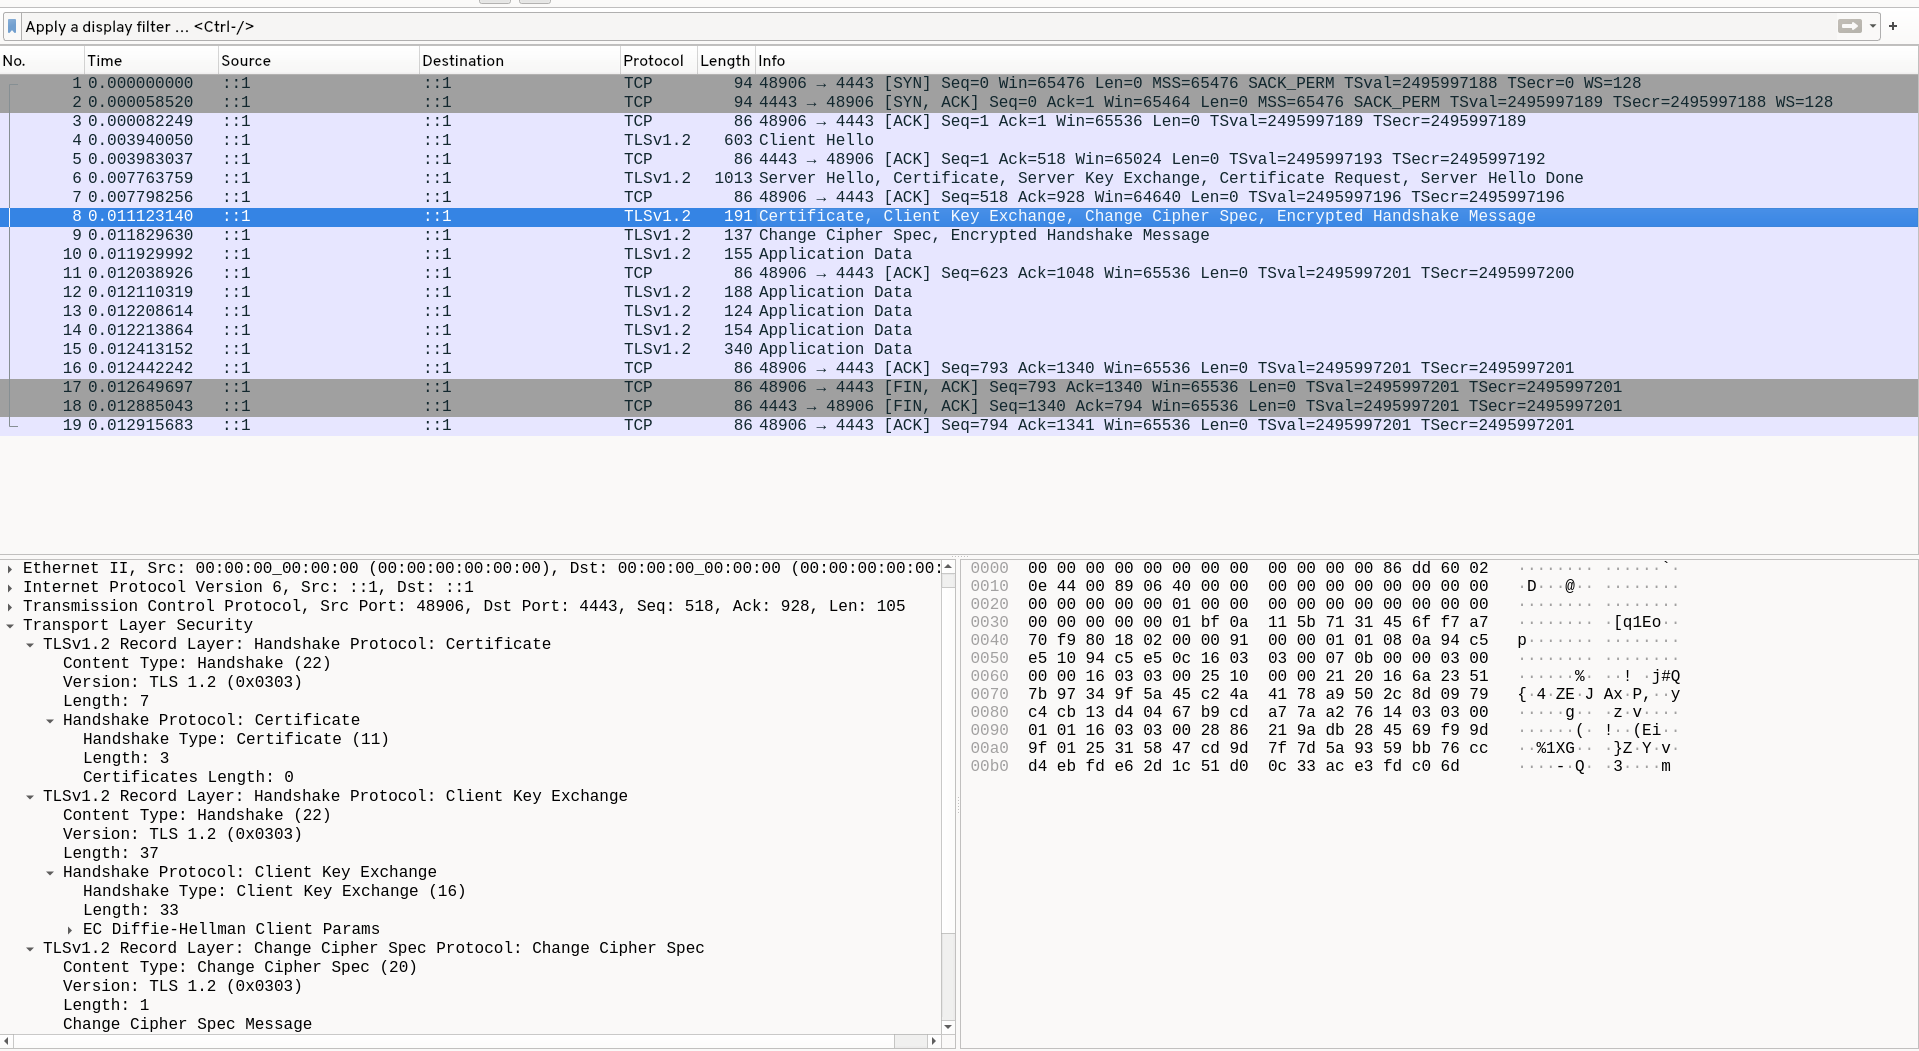 Apply a display filter ... <Ctrl-/>
+
No. Time Source Destination Protocol Length Info
1 0.000000000 ::1 ::1 TCP 94 48906 → 4443 [SYN] Seq=0 Win=65476 Len=0 MSS=65476 SACK_PERM TSval=2495997188 TSecr=0 WS=128
2 0.000058520 ::1 ::1 TCP 94 4443 → 48906 [SYN, ACK] Seq=0 Ack=1 Win=65464 Len=0 MSS=65476 SACK_PERM TSval=2495997189 TSecr=2495997188 WS=128
3 0.000082249 ::1 ::1 TCP 86 48906 → 4443 [ACK] Seq=1 Ack=1 Win=65536 Len=0 TSval=2495997189 TSecr=2495997189
4 0.003940050 ::1 ::1 TLSv1.2 603 Client Hello
5 0.003983037 ::1 ::1 TCP 86 4443 → 48906 [ACK] Seq=1 Ack=518 Win=65024 Len=0 TSval=2495997193 TSecr=2495997192
6 0.007763759 ::1 ::1 TLSv1.2 1013 Server Hello, Certificate, Server Key Exchange, Certificate Request, Server Hello Done
7 0.007798256 ::1 ::1 TCP 86 48906 → 4443 [ACK] Seq=518 Ack=928 Win=64640 Len=0 TSval=2495997196 TSecr=2495997196
8 0.011123140 ::1 ::1 TLSv1.2 191 Certificate, Client Key Exchange, Change Cipher Spec, Encrypted Handshake Message
9 0.011829630 ::1 ::1 TLSv1.2 137 Change Cipher Spec, Encrypted Handshake Message
10 0.011929992 ::1 ::1 TLSv1.2 155 Application Data
11 0.012038926 ::1 ::1 TCP 86 48906 → 4443 [ACK] Seq=623 Ack=1048 Win=65536 Len=0 TSval=2495997201 TSecr=2495997200
12 0.012110319 ::1 ::1 TLSv1.2 188 Application Data
13 0.012208614 ::1 ::1 TLSv1.2 124 Application Data
14 0.012213864 ::1 ::1 TLSv1.2 154 Application Data
15 0.012413152 ::1 ::1 TLSv1.2 340 Application Data
16 0.012442242 ::1 ::1 TCP 86 48906 → 4443 [ACK] Seq=793 Ack=1340 Win=65536 Len=0 TSval=2495997201 TSecr=2495997201
17 0.012649697 ::1 ::1 TCP 86 48906 → 4443 [FIN, ACK] Seq=793 Ack=1340 Win=65536 Len=0 TSval=2495997201 TSecr=2495997201
18 0.012885043 ::1 ::1 TCP 86 4443 → 48906 [FIN, ACK] Seq=1340 Ack=794 Win=65536 Len=0 TSval=2495997201 TSecr=2495997201
19 0.012915683 ::1 ::1 TCP 86 48906 → 4443 [ACK] Seq=794 Ack=1341 Win=65536 Len=0 TSval=2495997201 TSecr=2495997201
Ethernet II, Src: 00:00:00_00:00:00 (00:00:00:00:00:00), Dst: 00:00:00_00:00:00 (00:00:00:00:00:
Internet Protocol Version 6, Src: ::1, Dst: ::1
Transmission Control Protocol, Src Port: 48906, Dst Port: 4443, Seq: 518, Ack: 928, Len: 105
Transport Layer Security
TLSv1.2 Record Layer: Handshake Protocol: Certificate
Content Type: Handshake (22)
Version: TLS 1.2 (0x0303)
Length: 7
Handshake Protocol: Certificate
Handshake Type: Certificate (11)
Length: 3
Certificates Length: 0
TLSv1.2 Record Layer: Handshake Protocol: Client Key Exchange
Content Type: Handshake (22)
Version: TLS 1.2 (0x0303)
Length: 37
Handshake Protocol: Client Key Exchange
Handshake Type: Client Key Exchange (16)
Length: 33
EC Diffie-Hellman Client Params
TLSv1.2 Record Layer: Change Cipher Spec Protocol: Change Cipher Spec
Content Type: Change Cipher Spec (20)
Version: TLS 1.2 (0x0303)
Length: 1
Change Cipher Spec Message
0000 00 00 00 00 00 00 00 00 00 00 00 00 86 dd 60 02 ········ ······`·
0010 0e 44 00 89 06 40 00 00 00 00 00 00 00 00 00 00 ·D···@·· ········
0020 00 00 00 00 00 01 00 00 00 00 00 00 00 00 00 00 ········ ········
0030 00 00 00 00 00 01 bf 0a 11 5b 71 31 45 6f f7 a7 ········ ·[q1Eo··
0040 70 f9 80 18 02 00 00 91 00 00 01 01 08 0a 94 c5 p······· ········
0050 e5 10 94 c5 e5 0c 16 03 03 00 07 0b 00 00 03 00 ········ ········
0060 00 00 16 03 03 00 25 10 00 00 21 20 16 6a 23 51 ······%· ··! ·j#Q
0070 7b 97 34 9f 5a 45 c2 4a 41 78 a9 50 2c 8d 09 79 {·4·ZE·J Ax·P,··y
0080 c4 cb 13 d4 04 67 b9 cd a7 7a a2 76 14 03 03 00 ·····g·· ·z·v····
0090 01 01 16 03 03 00 28 86 21 9a db 28 45 69 f9 9d ······(· !··(Ei··
00a0 9f 01 25 31 58 47 cd 9d 7f 7d 5a 93 59 bb 76 cc ··%1XG·· ·}Z·Y·v·
00b0 d4 eb fd e6 2d 1c 51 d0 0c 33 ac e3 fd c0 6d ····-·Q· ·3····m